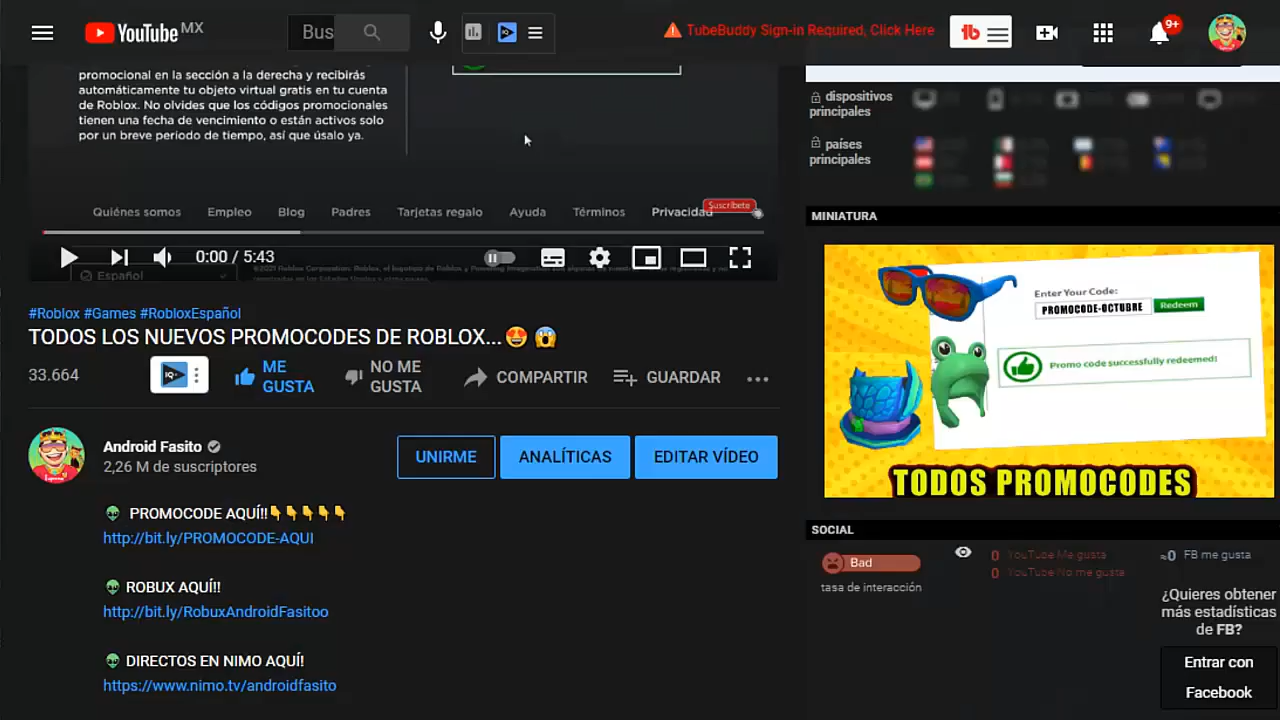 YouTube MX
Bus
TubeBuddy Sign-in Required, Click Here
tb
9+
promocional en la sección a la derecha y recibirás
automáticamente tu objeto virtual gratis en tu cuenta
de Roblox. No olvides que los códigos promocionales
tienen una fecha de vencimiento o están activos solo
por un breve periodo de tiempo, así que úsalo ya.
Quiénes somos
Empleo
Blog
Padres
Tarjetas regalo
Ayuda
Términos
Privacidad
Suscríbete
0:00 / 5:43
Español
#Roblox #Games #RobloxEspañol
TODOS LOS NUEVOS PROMOCODES DE ROBLOX...😍 😱
33.664
IQ
ME GUSTA
NO ME GUSTA
COMPARTIR
GUARDAR
Android Fasito
2,26 M de suscriptores
UNIRME
ANALÍTICAS
EDITAR VÍDEO
👽 PROMOCODE AQUÍ!!👇👇👇👇👇
http://bit.ly/PROMOCODE-AQUI
👽 ROBUX AQUÍ!!
http://bit.ly/RobuxAndroidFasitoo
👽 DIRECTOS EN NIMO AQUÍ!
https://www.nimo.tv/androidfasito
dispositivos
principales
países
principales
MINIATURA
Enter Your Code:
PROMOCODE-OCTUBRE
Redeem
Promo code successfully redeemed!
TODOS PROMOCODES
SOCIAL
Bad
tasa de interacción
0 YouTube Me gusta
0 YouTube No me gusta
≈0 FB me gusta
¿Quieres obtener
más estadísticas
de FB?
Entrar con
Facebook